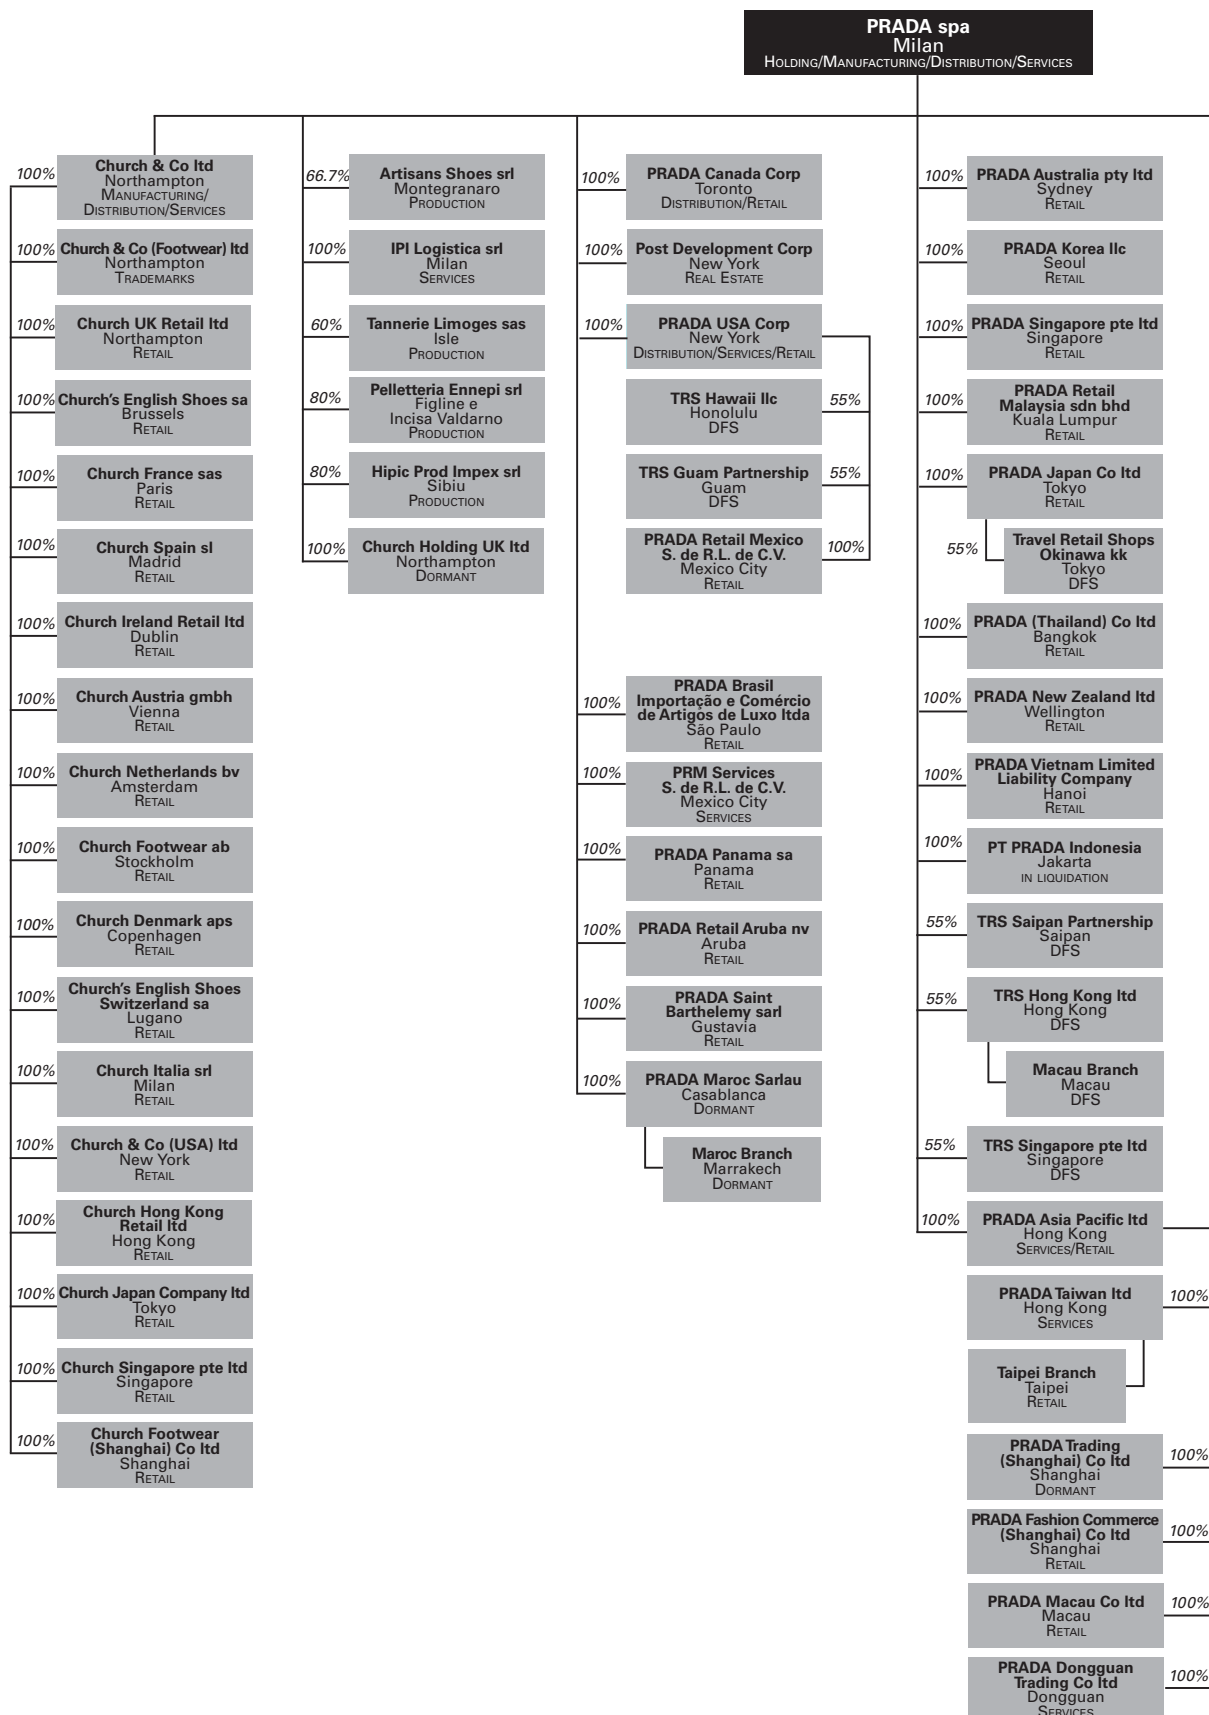 PRADA spa
Milan
HOLDING/MANUFACTURING/DISTRIBUTION/SERVICES
100%
Church & Co ltd
Northampton
MANUFACTURING/
DISTRIBUTION/SERVICES
100%
Church & Co (Footwear) ltd
Northampton
TRADEMARKS
100%
Church UK Retail ltd
Northampton
RETAIL
100%
Church's English Shoes sa
Brussels
RETAIL
100%
Church France sas
Paris
RETAIL
100%
Church Spain sl
Madrid
RETAIL
100%
Church Ireland Retail ltd
Dublin
RETAIL
100%
Church Austria gmbh
Vienna
RETAIL
100%
Church Netherlands bv
Amsterdam
RETAIL
100%
Church Footwear ab
Stockholm
RETAIL
100%
Church Denmark aps
Copenhagen
RETAIL
100%
Church's English Shoes
Switzerland sa
Lugano
RETAIL
100%
Church Italia srl
Milan
RETAIL
100%
Church & Co (USA) ltd
New York
RETAIL
100%
Church Hong Kong
Retail ltd
Hong Kong
RETAIL
100%
Church Japan Company ltd
Tokyo
RETAIL
100%
Church Singapore pte ltd
Singapore
RETAIL
100%
Church Footwear
(Shanghai) Co ltd
Shanghai
RETAIL
66.7%
Artisans Shoes srl
Montegranaro
PRODUCTION
100%
IPI Logistica srl
Milan
SERVICES
60%
Tannerie Limoges sas
Isle
PRODUCTION
80%
Pelletteria Ennepi srl
Figline e
Incisa Valdarno
PRODUCTION
80%
Hipic Prod Impex srl
Sibiu
PRODUCTION
100%
Church Holding UK ltd
Northampton
DORMANT
100%
PRADA Canada Corp
Toronto
DISTRIBUTION/RETAIL
100%
Post Development Corp
New York
REAL ESTATE
100%
PRADA USA Corp
New York
DISTRIBUTION/SERVICES/RETAIL
TRS Hawaii llc
Honolulu
DFS
55%
TRS Guam Partnership
Guam
DFS
55%
PRADA Retail Mexico
S. de R.L. de C.V.
Mexico City
RETAIL
100%
100%
PRADA Brasil
Importação e Comércio
de Artigos de Luxo ltda
São Paulo
RETAIL
100%
PRM Services
S. de R.L. de C.V.
Mexico City
SERVICES
100%
PRADA Panama sa
Panama
RETAIL
100%
PRADA Retail Aruba nv
Aruba
RETAIL
100%
PRADA Saint
Barthelemy sarl
Gustavia
RETAIL
100%
PRADA Maroc Sarlau
Casablanca
DORMANT
Maroc Branch
Marrakech
DORMANT
100%
PRADA Australia pty ltd
Sydney
RETAIL
100%
PRADA Korea llc
Seoul
RETAIL
100%
PRADA Singapore pte ltd
Singapore
RETAIL
100%
PRADA Retail
Malaysia sdn bhd
Kuala Lumpur
RETAIL
100%
PRADA Japan Co ltd
Tokyo
RETAIL
55%
Travel Retail Shops
Okinawa kk
Tokyo
DFS
100%
PRADA (Thailand) Co ltd
Bangkok
RETAIL
100%
PRADA New Zealand ltd
Wellington
RETAIL
100%
PRADA Vietnam Limited
Liability Company
Hanoi
RETAIL
100%
PT PRADA Indonesia
Jakarta
IN LIQUIDATION
55%
TRS Saipan Partnership
Saipan
DFS
55%
TRS Hong Kong ltd
Hong Kong
DFS
Macau Branch
Macau
DFS
55%
TRS Singapore pte ltd
Singapore
DFS
100%
PRADA Asia Pacific ltd
Hong Kong
SERVICES/RETAIL
PRADA Taiwan ltd
Hong Kong
SERVICES
100%
Taipei Branch
Taipei
RETAIL
PRADA Trading
(Shanghai) Co ltd
Shanghai
DORMANT
100%
PRADA Fashion Commerce
(Shanghai) Co ltd
Shanghai
RETAIL
100%
PRADA Macau Co ltd
Macau
RETAIL
100%
PRADA Dongguan
Trading Co ltd
Dongguan
SERVICES
100%